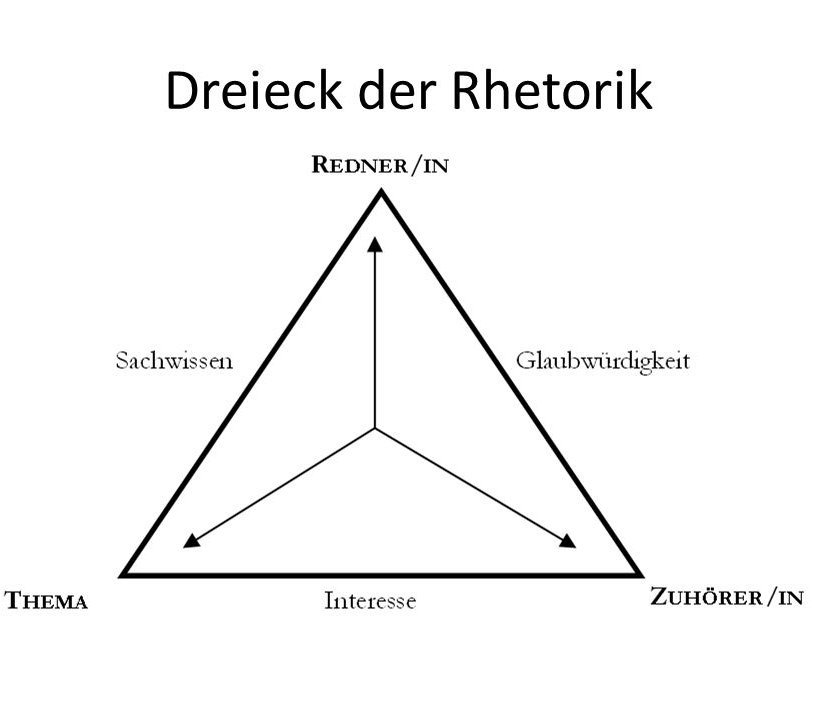 Dreieck der Rhetorik
REDNER/IN
Sachwissen
Glaubwürdigkeit
THEMA
Interesse
ZUHÖRER/IN